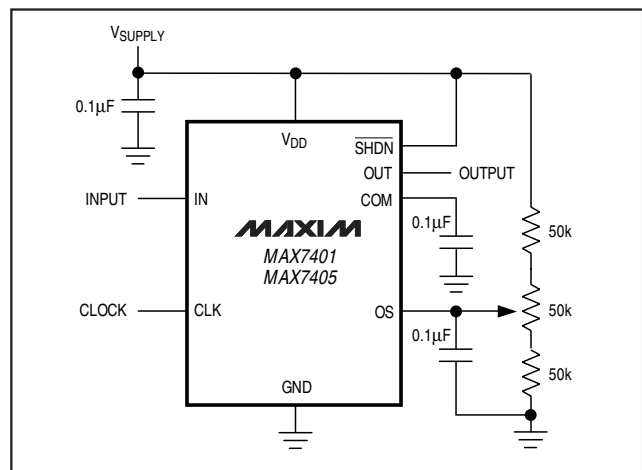 VSUPPLY
0.1µF
VDD
SHDN
OUT
OUTPUT
INPUT
IN
COM
MAXIM
0.1µF
50k
MAX7401
MAX7405
CLOCK
CLK
OS
50k
0.1µF
50k
GND